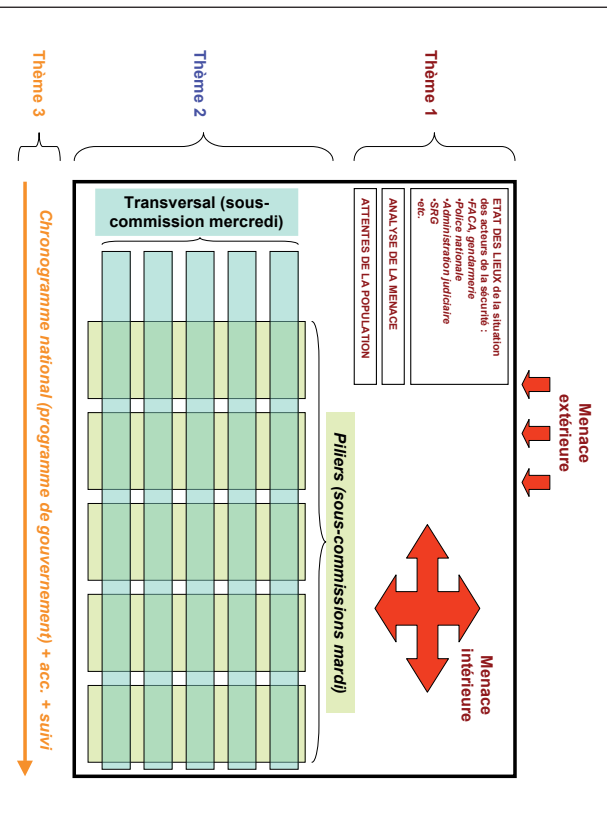 Thème 1
Thème 2
Thème 3
Menace
extérieure
ETAT DES LIEUX de la situation
des acteurs de la sécurité :
•FACA, gendarmerie
•Police nationale
•Administration judiciaire
•SRG
•etc.
ANALYSE DE LA MENACE
ATTENTES DE LA POPULATION
Menace
intérieure
Piliers (sous-commissions mardi)
Transversal (sous-
commission mercredi)
Chronogramme national (programme de gouvernement) + acc. + suivi